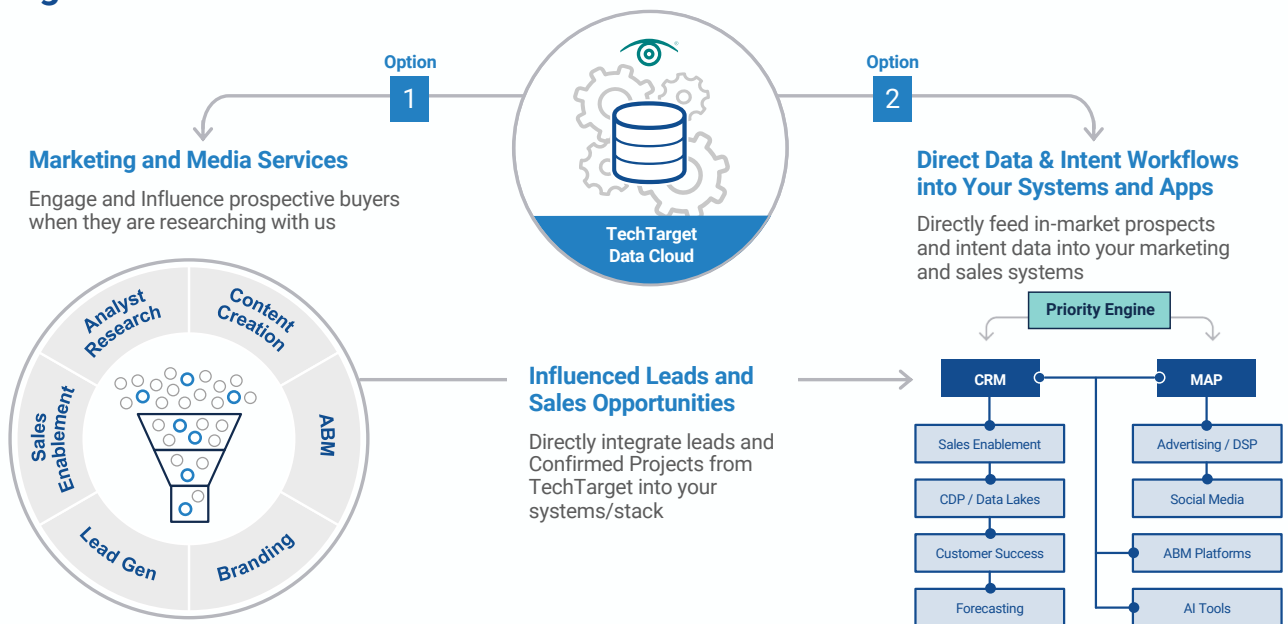 Option
1
Option
2
TechTarget
Data Cloud
Marketing and Media Services
Engage and Influence prospective buyers
when they are researching with us
Direct Data & Intent Workflows
into Your Systems and Apps
Directly feed in-market prospects
and intent data into your marketing
and sales systems
Analyst
Research
Content
Creation
ABM
Branding
Lead Gen
Sales
Enablement
Influenced Leads and
Sales Opportunities
Directly integrate leads and
Confirmed Projects from
TechTarget into your
systems/stack
Priority Engine
CRM
MAP
Sales Enablement
Advertising / DSP
CDP / Data Lakes
Social Media
Customer Success
ABM Platforms
Forecasting
AI Tools